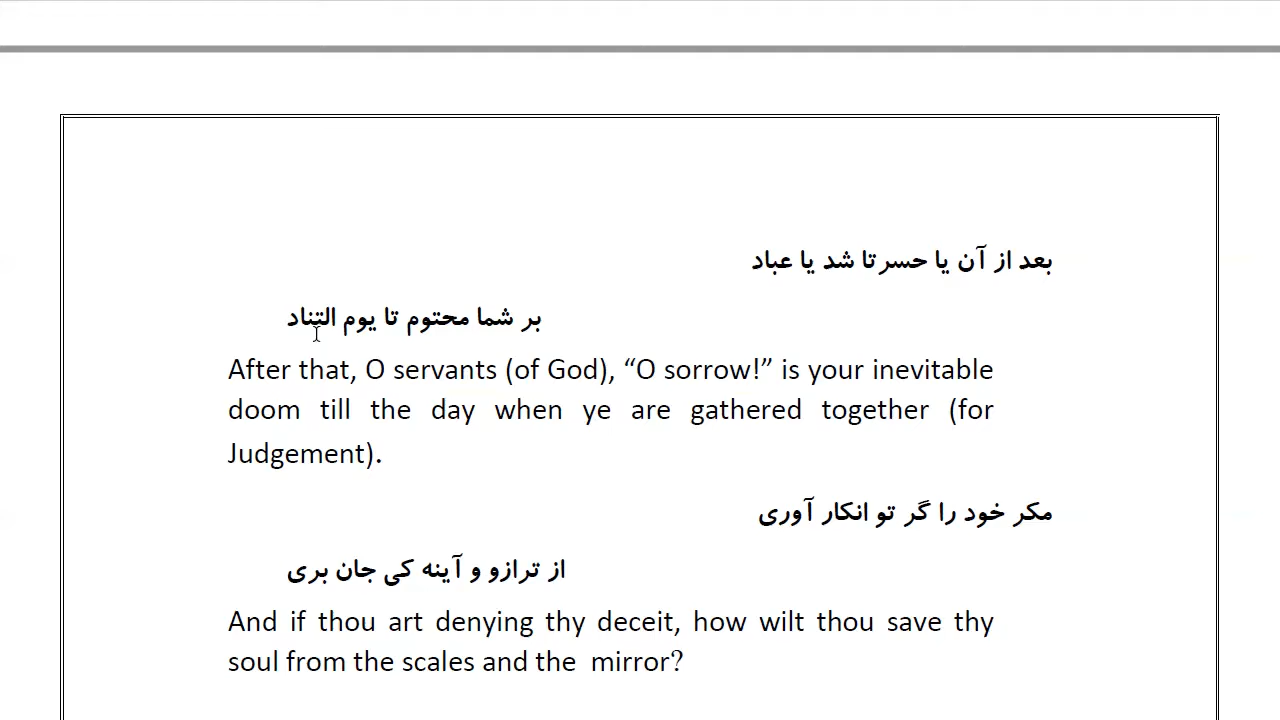 بعد از آن یا حسرتا شد یا عباد
بر شما محتوم تا یوم التناد
After that, O servants (of God), “O sorrow!” is your inevitable
doom till the day when ye are gathered together (for
Judgement).
مکر خود را گر تو انکار آوری
از ترازو و آینه کی جان بری
And if thou art denying thy deceit, how wilt thou save thy
soul from the scales and the mirror?